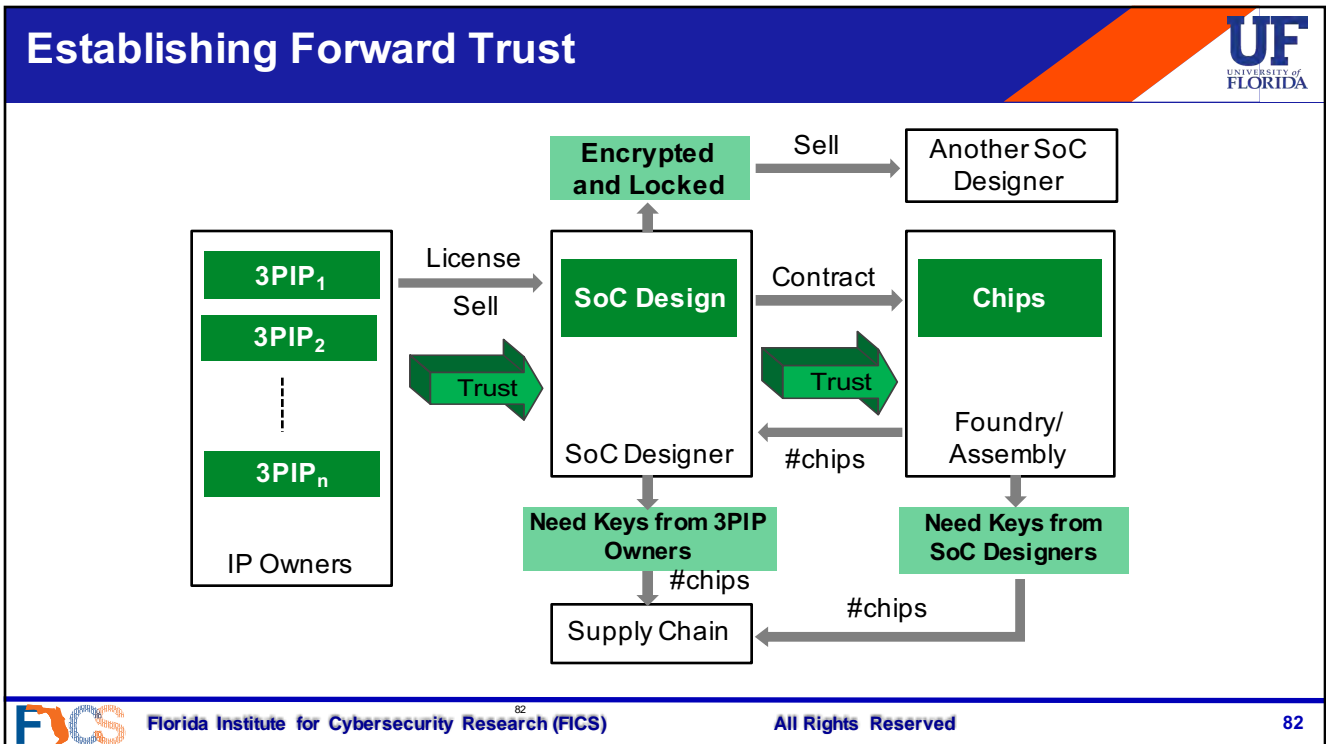 Establishing Forward Trust
UF
UNIVERSITY of
FLORIDA
Encrypted
and Locked
Sell
Another SoC
Designer
3PIP₁
3PIP₂
3PIPₙ
IP Owners
License
Sell
Trust
SoC Design
SoC Designer
Contract
Trust
#chips
Chips
Foundry/
Assembly
Need Keys from 3PIP
Owners
#chips
Need Keys from
SoC Designers
#chips
Supply Chain
FICS
Florida Institute for Cybersecurity Research (FICS)
82
All Rights Reserved
82